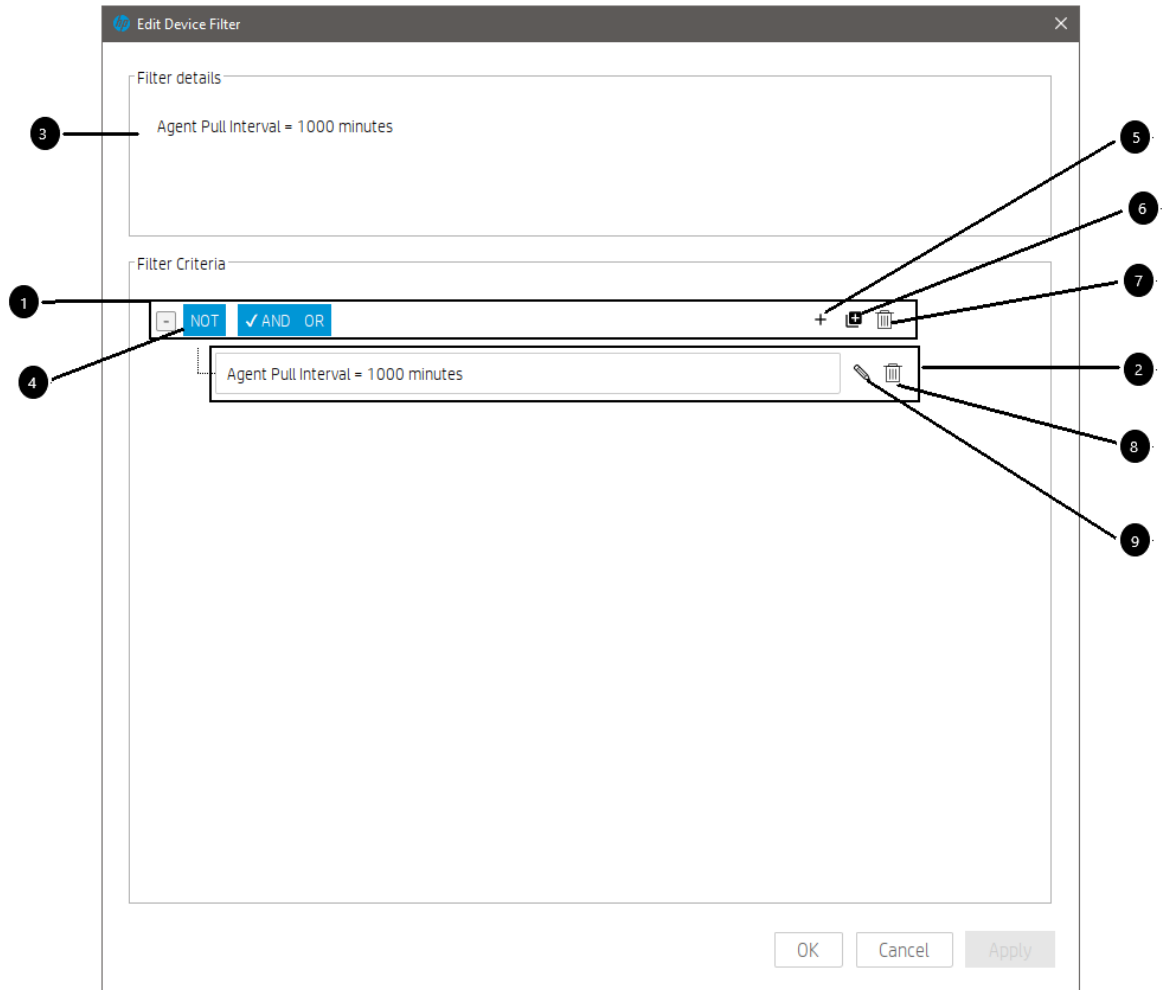 Edit Device Filter
Filter details
Agent Pull Interval = 1000 minutes
3
5
6
Filter Criteria
7
1
- NOT ✓ AND OR
4
Agent Pull Interval = 1000 minutes
2
8
9
OK Cancel Apply